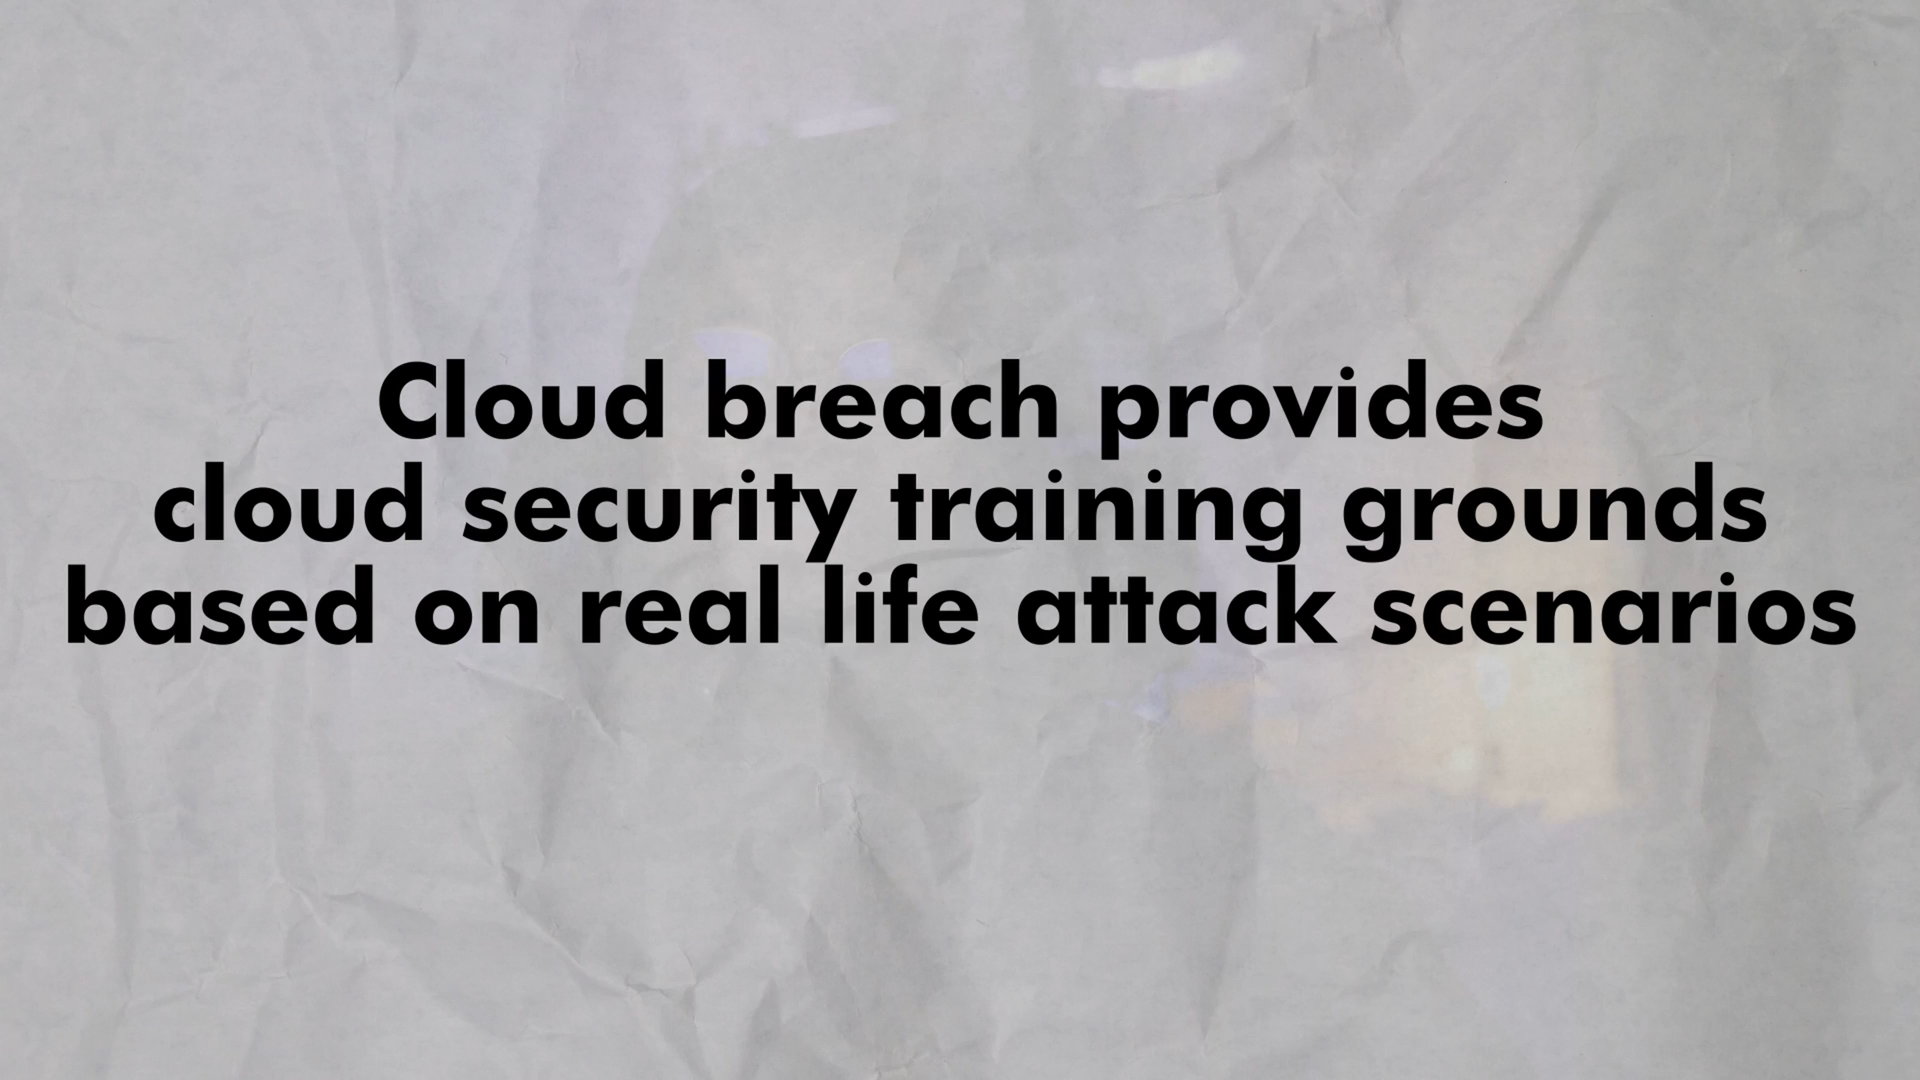 Cloud breach provides
cloud security training grounds
based on real life attack scenarios